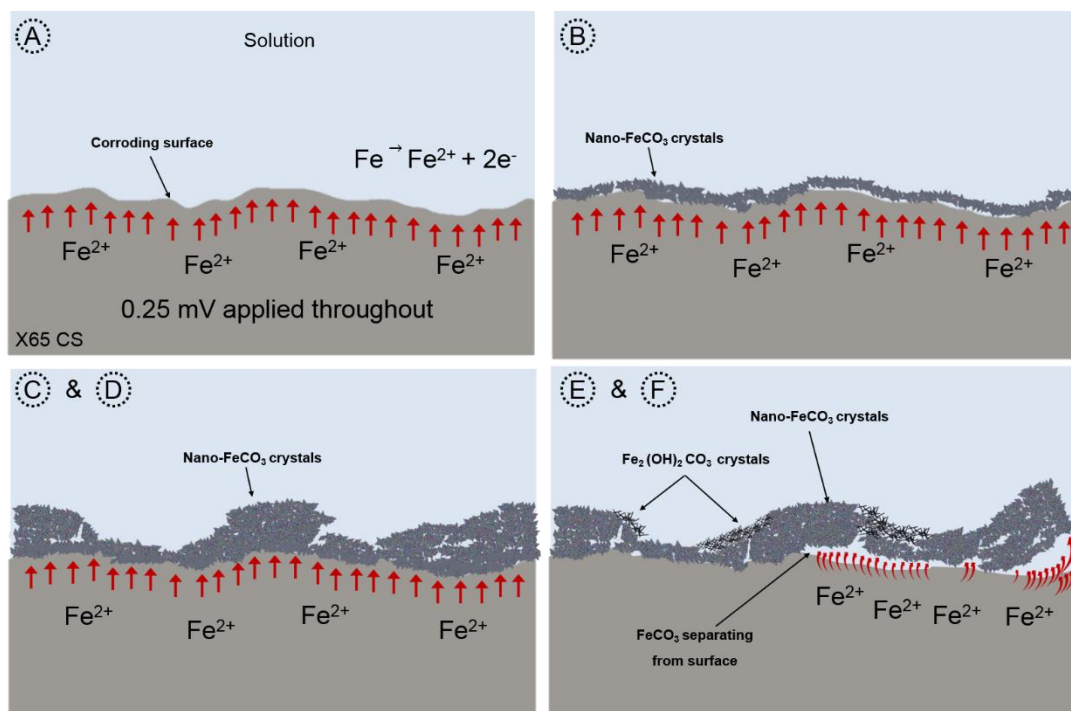 A
Solution
Corroding surface
Fe → Fe²⁺ + 2e⁻
Fe²⁺ Fe²⁺ Fe²⁺ Fe²⁺
0.25 mV applied throughout
X65 CS
B
Nano-FeCO₃ crystals
Fe²⁺ Fe²⁺ Fe²⁺ Fe²⁺
C & D
Nano-FeCO₃ crystals
Fe²⁺ Fe²⁺ Fe²⁺ Fe²⁺
E & F
Nano-FeCO₃ crystals
Fe₂(OH)₂CO₃ crystals
Fe²⁺ Fe²⁺ Fe²⁺ Fe²⁺
FeCO₃ separating
from surface